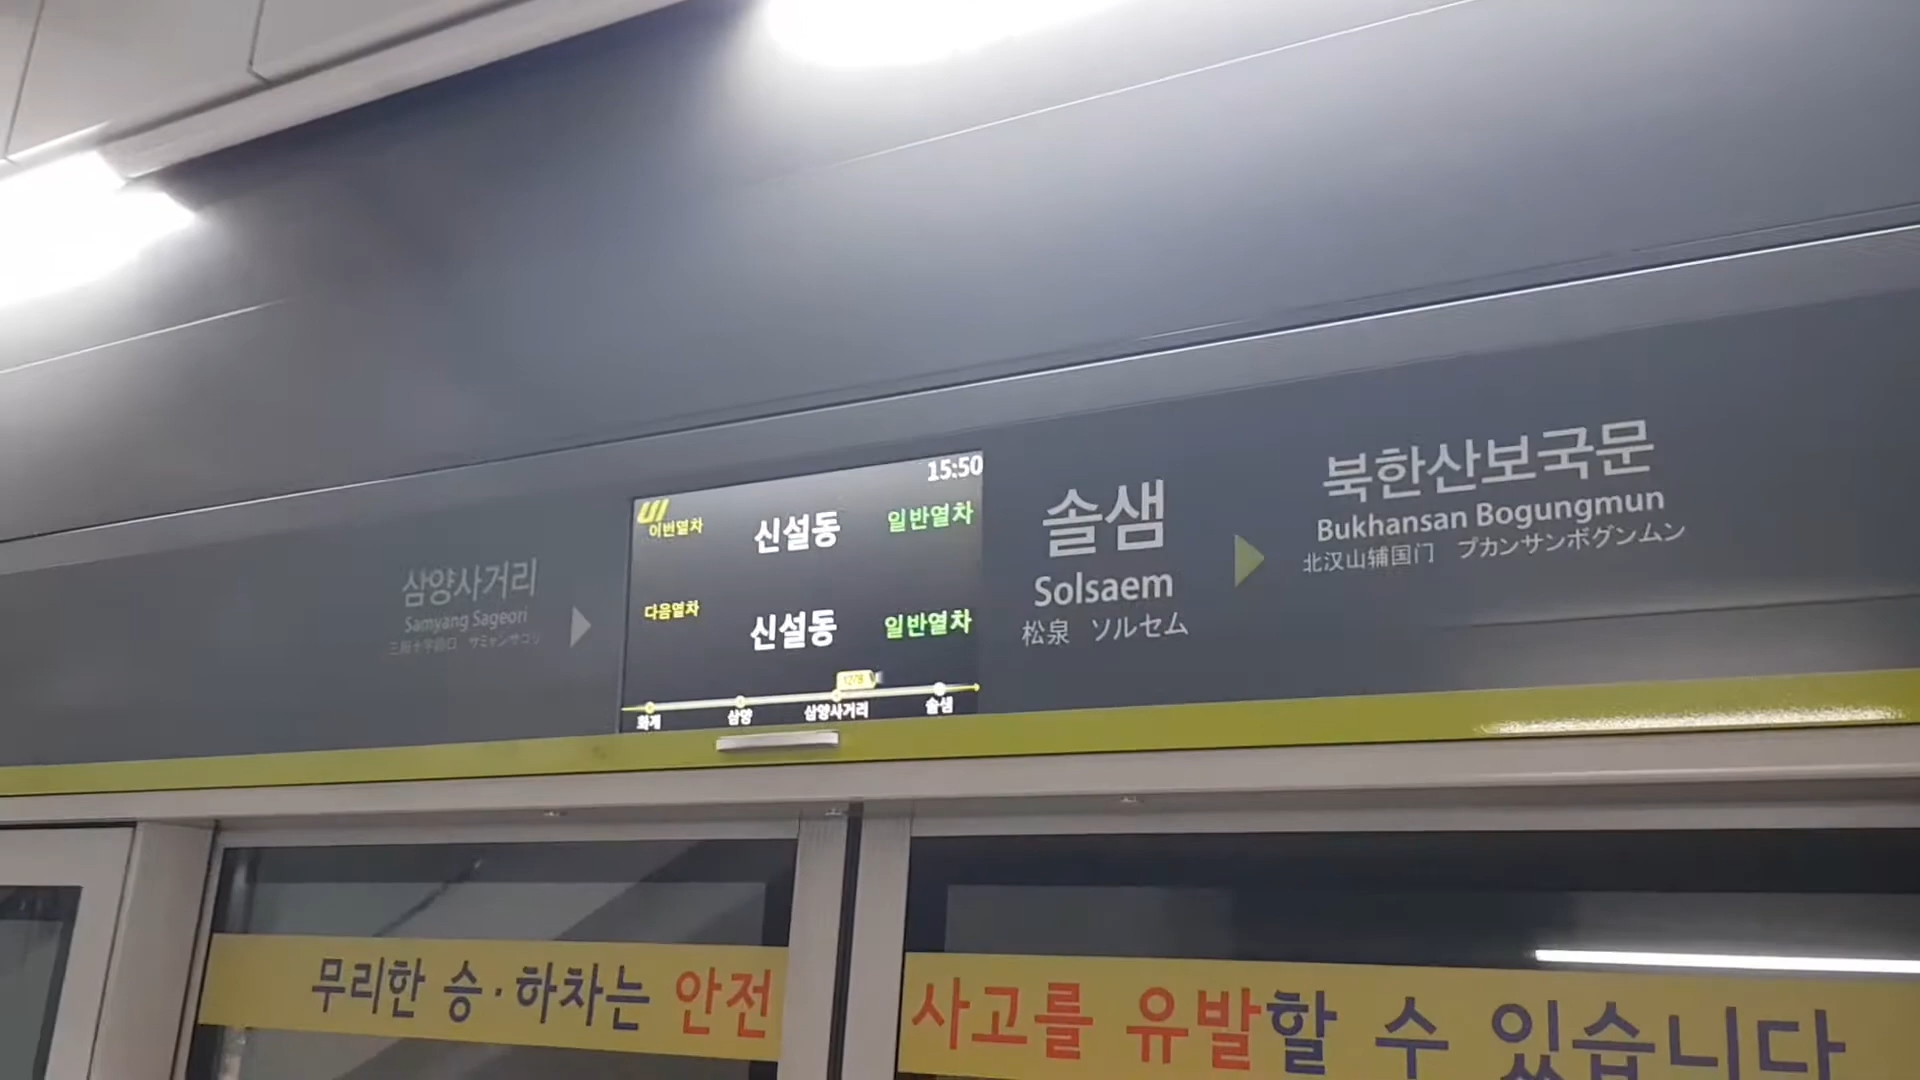 삼양사거리
Samyang Sageori
15:50
UI
이번열차 신설동 일반열차
다음열차 신설동 일반열차
화계 삼양 삼양사거리 솔샘
솔샘
Solsaem
松泉 ソルセム
북한산보국문
Bukhansan Bogungmun
北汉山辅国门 プカンサンボグンムン
무리한 승·하차는 안전사고를 유발할 수 있습니다